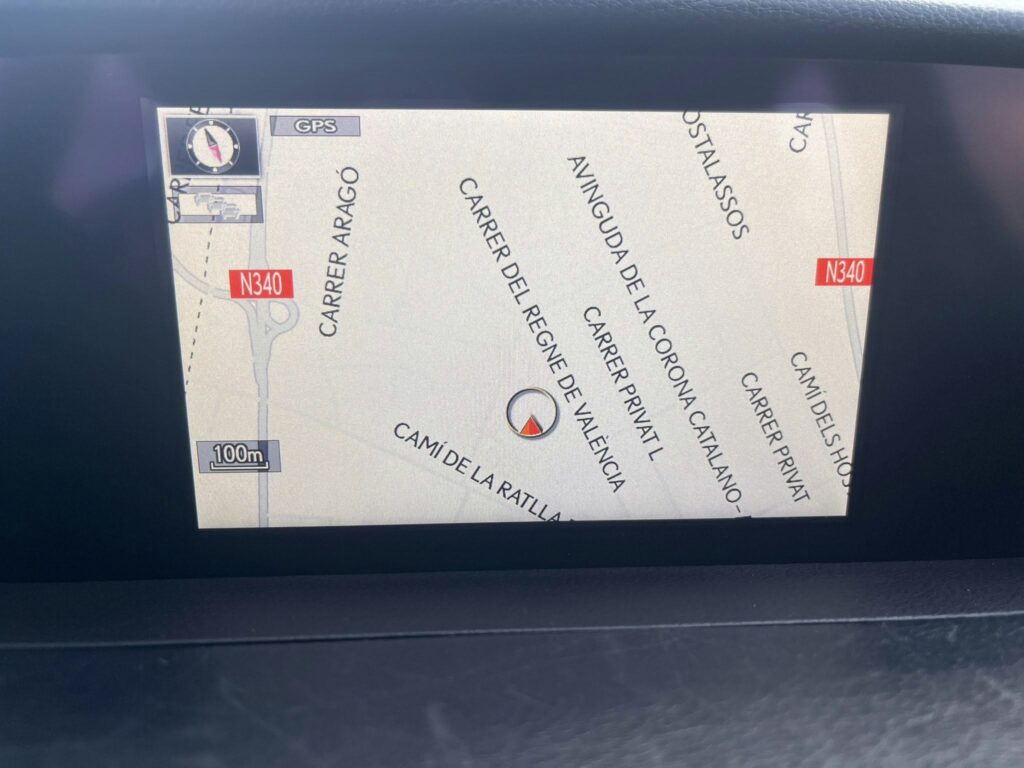 GPS
CARRER ARAGÓ
CARRER DEL REGNE DE VALÈNCIA
AVINGUDA DE LA CORONA CATALANO-
OSTALASSOS
CAR
N340
N340
CARRER PRIVAT L
CARRER PRIVAT
CAMÍ DELS HOS
CAMÍ DE LA RATLLA
100m